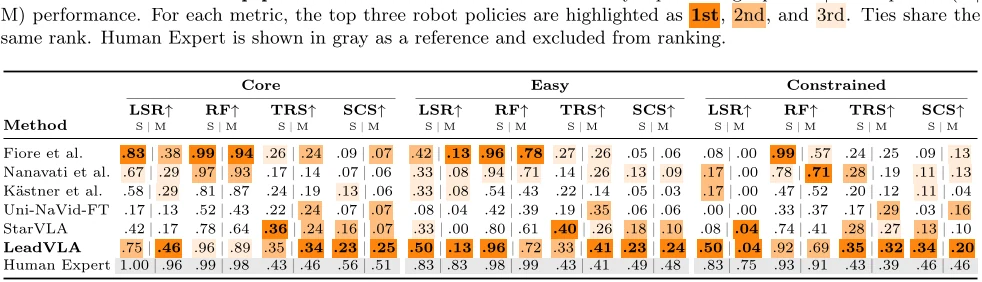 M) performance. For each metric, the top three robot policies are highlighted as 1st, 2nd, and 3rd. Ties share the
same rank. Human Expert is shown in gray as a reference and excluded from ranking.
Core Easy Constrained
LSR↑ RF↑ TRS↑ SCS↑ LSR↑ RF↑ TRS↑ SCS↑ LSR↑ RF↑ TRS↑ SCS↑
Method S | M S | M S | M S | M S | M S | M S | M S | M S | M S | M S | M S | M
Fiore et al. .83 | .38 .99 | .94 .26 | .24 .09 | .07 .42 | .13 .96 | .78 .27 | .26 .05 | .06 .08 | .00 .99 | .57 .24 | .25 .09 | .13
Nanavati et al. .67 | .29 .97 | .93 .17 | .14 .07 | .06 .33 | .08 .94 | .71 .14 | .26 .13 | .09 .17 | .00 .78 | .71 .28 | .19 .11 | .13
Kästner et al. .58 | .29 .81 | .87 .24 | .19 .13 | .06 .33 | .08 .54 | .43 .22 | .14 .05 | .03 .17 | .00 .47 | .52 .20 | .12 .11 | .04
Uni-NaVid-FT .17 | .13 .52 | .43 .22 | .24 .07 | .07 .08 | .04 .42 | .39 .19 | .35 .06 | .06 .00 | .00 .33 | .37 .17 | .29 .03 | .16
StarVLA .42 | .17 .78 | .64 .36 | .24 .16 | .07 .33 | .00 .80 | .61 .40 | .26 .18 | .10 .08 | .04 .74 | .41 .28 | .27 .13 | .10
LeadVLA .75 | .46 .96 | .89 .35 | .34 .23 | .25 .50 | .13 .96 | .72 .33 | .41 .23 | .24 .50 | .04 .92 | .69 .35 | .32 .34 | .20
Human Expert 1.00 | .96 .99 | .98 .43 | .46 .56 | .51 .83 | .83 .98 | .99 .43 | .41 .49 | .48 .83 | .75 .93 | .91 .43 | .39 .46 | .46